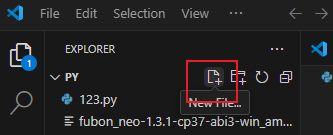 File Edit Selection View
1
EXPLORER
PY
123.py
New File...
fubon_neo-1.3.1-cp37-abi3-win_am...